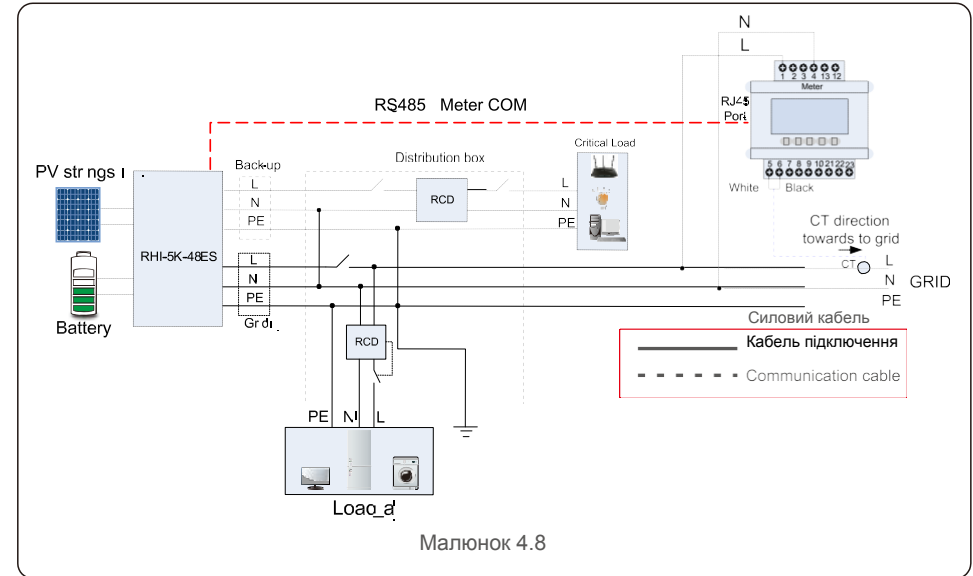 N
L
1 2 3 4 13 12
Meter
RS485 Meter COM
RJ45
Port
Critical Load
Distribution box
Back-up
PV str ngs
L
N
PE
RCD
L
N
PE
5 6 7 8 9 10 21 22 23
White
Black
CT direction
towards to grid
RHI-5K-48ES
L
N
PE
CT
L
N
PE
GRID
Battery
Силовий кабель
Кабель підключення
Communication cable
RCD
PE N L
Малюнок 4.8